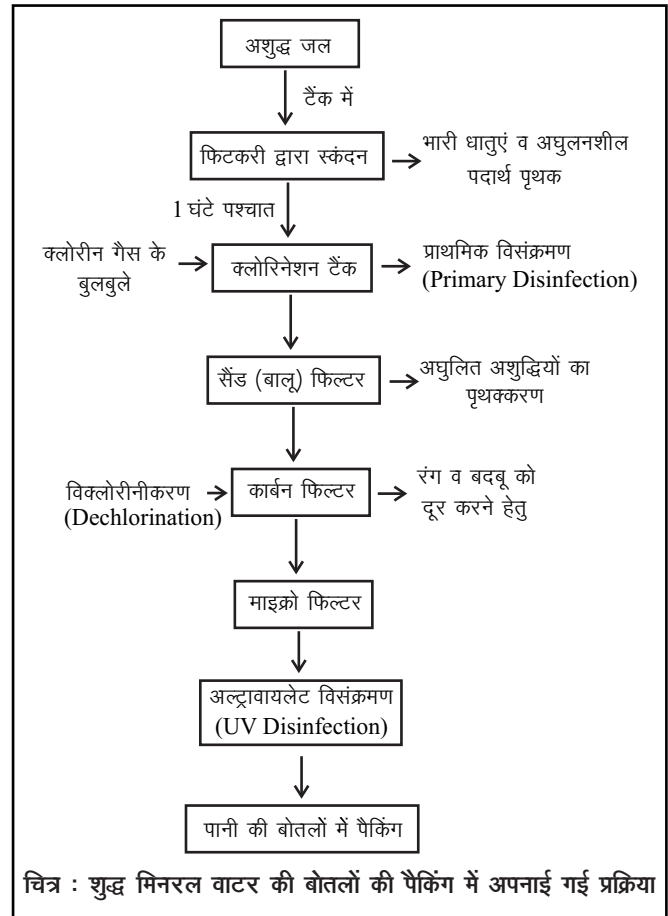 अशुद्ध जल
टैंक में
फिटकरी द्वारा स्कंदन
भारी धातुएं व अघुलनशील
पदार्थ पृथक
1 घंटे पश्चात
क्लोरीन गैस के
बुलबुले
क्लोरिनेशन टैंक
प्राथमिक विसंक्रमण
(Primary Disinfection)
सैंड (बालू) फिल्टर
अघुलित अशुद्धियों का
पृथक्करण
विक्लोरीनीकरण
(Dechlorination)
कार्बन फिल्टर
रंग व बदबू को
दूर करने हेतु
माइक्रो फिल्टर
अल्ट्रावायलेट विसंक्रमण
(UV Disinfection)
पानी की बोतलों में पैकिंग
चित्र : शुद्ध मिनरल वाटर की बोतलों की पैकिंग में अपनाई गई प्रक्रिया